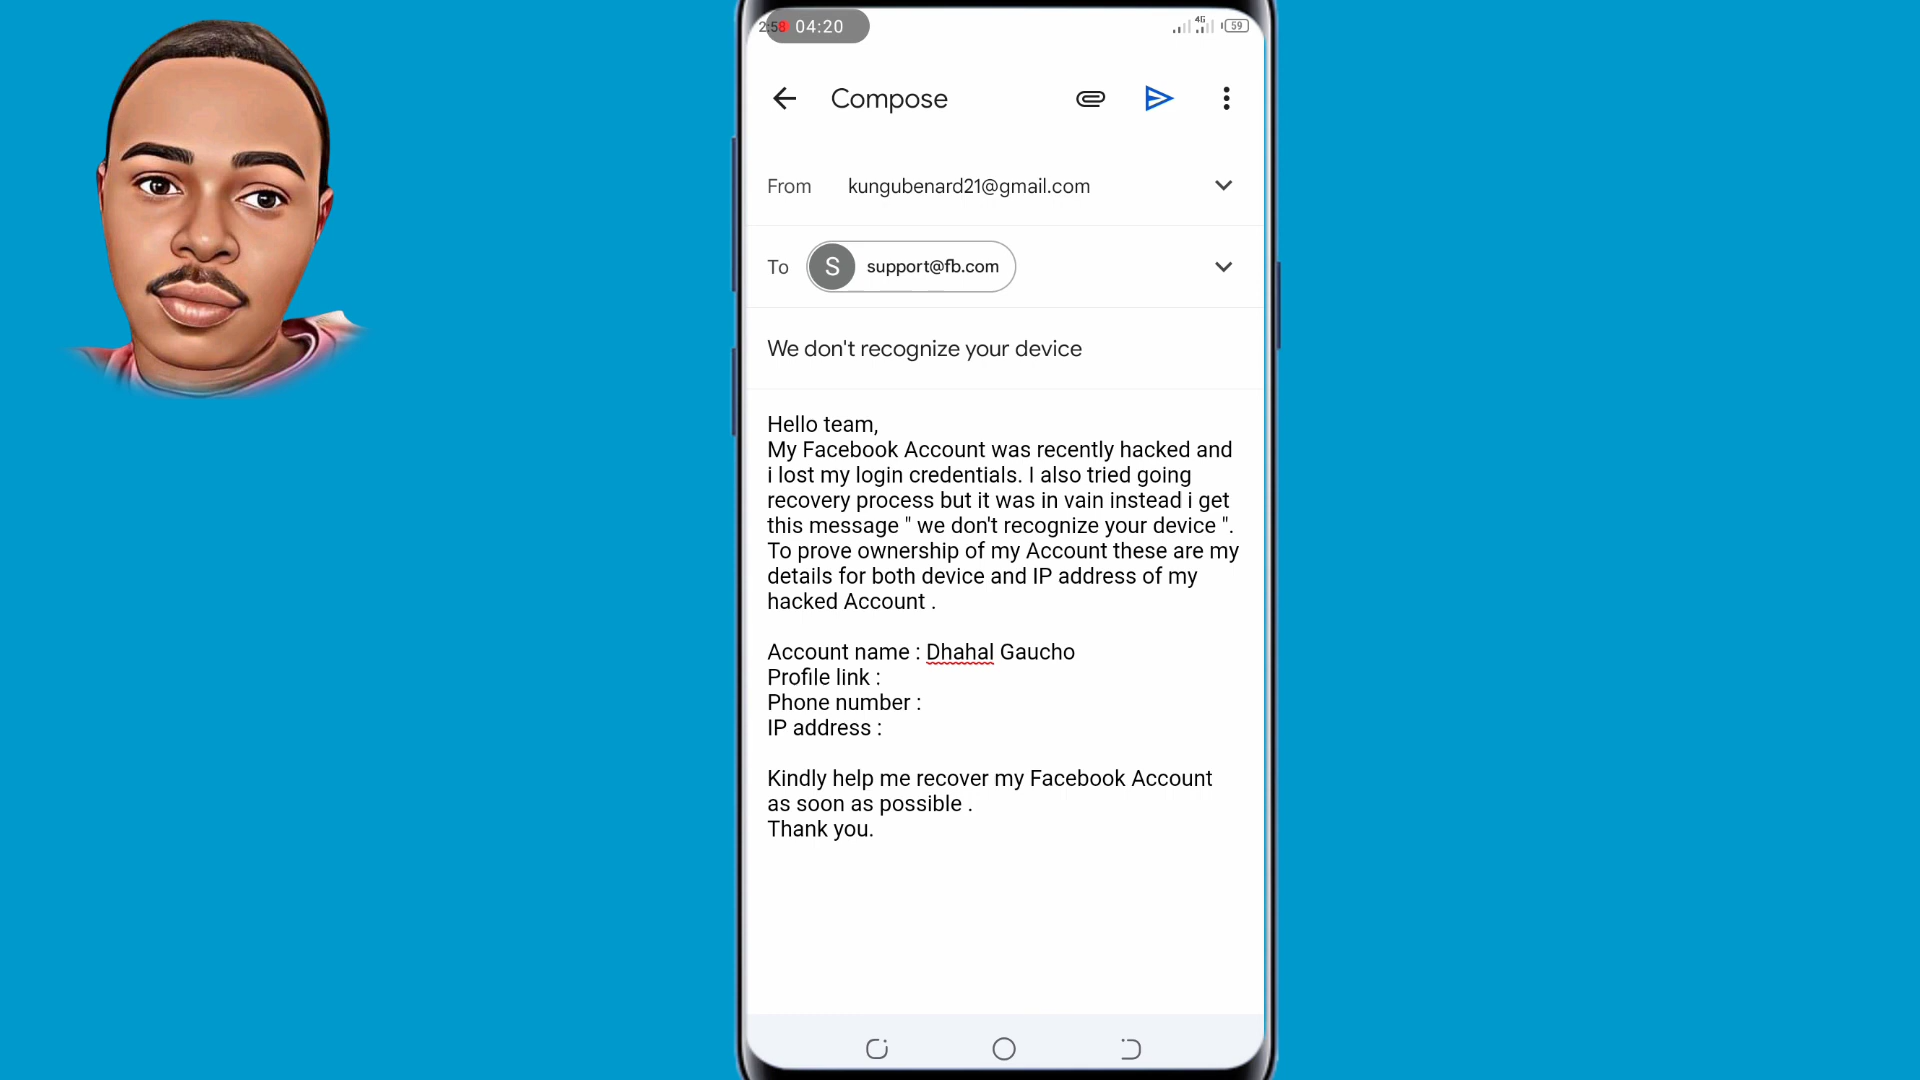 2:58 04:20 4G 59
Compose
From kungubenard21@gmail.com
To S support@fb.com
We don't recognize your device
Hello team,
My Facebook Account was recently hacked and
i lost my login credentials. I also tried going
recovery process but it was in vain instead i get
this message " we don't recognize your device ".
To prove ownership of my Account these are my
details for both device and IP address of my
hacked Account .
Account name : Dhahal Gaucho
Profile link :
Phone number :
IP address :
Kindly help me recover my Facebook Account
as soon as possible .
Thank you.